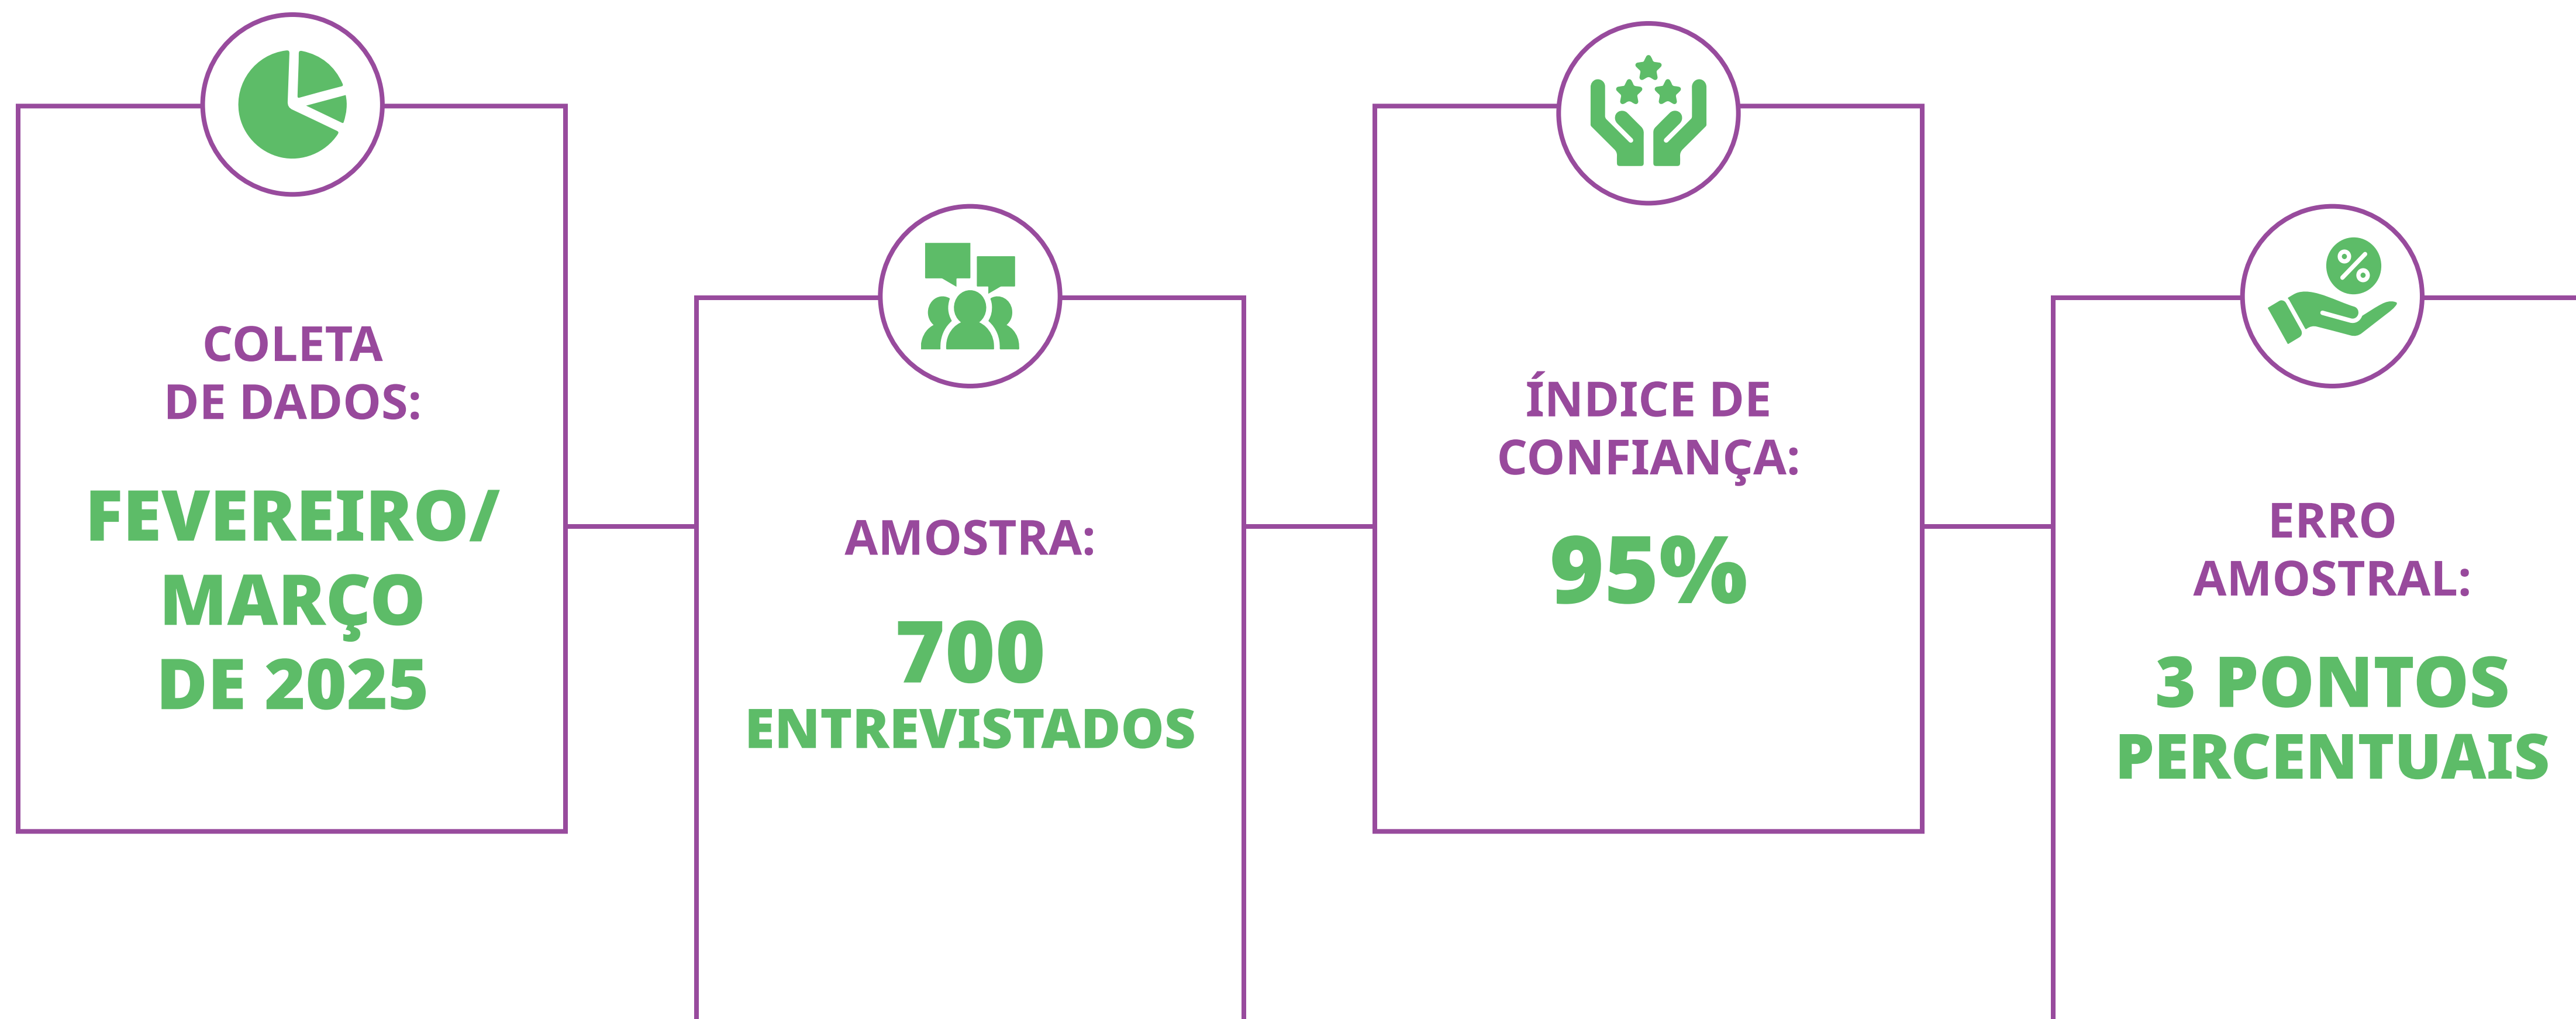 COLETA
DE DADOS:
FEVEREIRO/
MARÇO
DE 2025
AMOSTRA:
700
ENTREVISTADOS
ÍNDICE DE
CONFIANÇA:
95%
ERRO
AMOSTRAL:
3 PONTOS
PERCENTUAIS